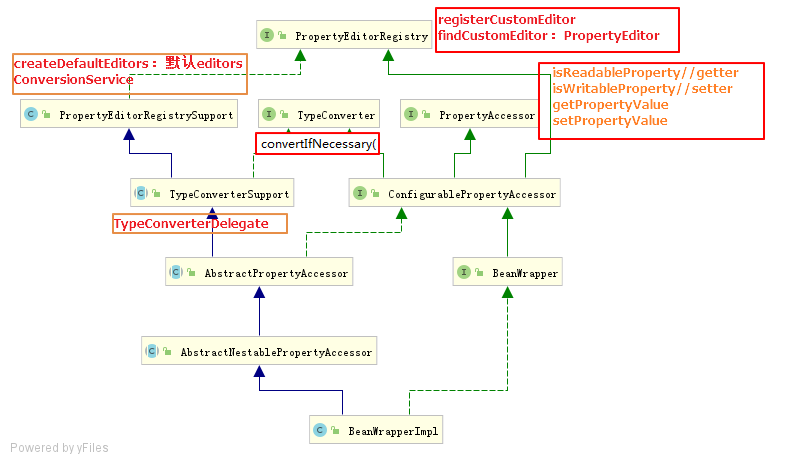 registerCustomEditor
findCustomEditor：PropertyEditor
PropertyEditorRegistry
createDefaultEditors：默认editors
ConversionService
isReadableProperty//getter
isWritableProperty//setter
getPropertyValue
setPropertyValue
PropertyEditorRegistrySupport
TypeConverter
PropertyAccessor
convertIfNecessary(
TypeConverterSupport
ConfigurablePropertyAccessor
TypeConverterDelegate
AbstractPropertyAccessor
BeanWrapper
AbstractNestablePropertyAccessor
BeanWrapperImpl
Powered by yFiles